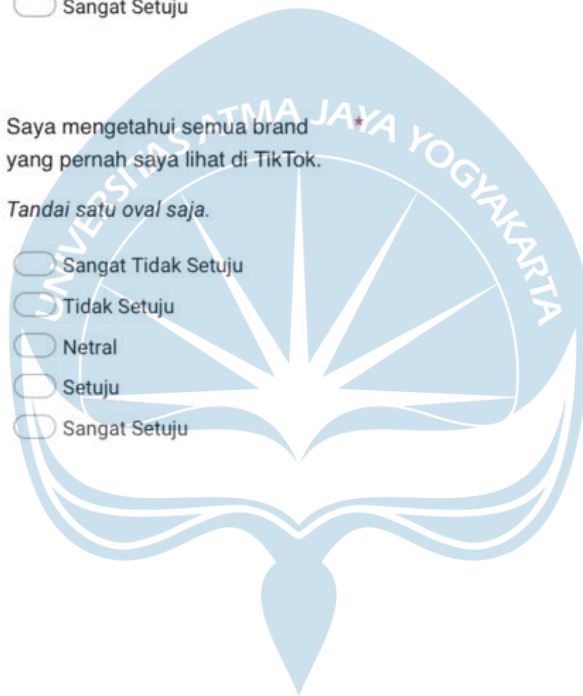 Sangat Setuju
Saya mengetahui semua brand *
yang pernah saya lihat di TikTok.
Tandai satu oval saja.
Sangat Tidak Setuju
Tidak Setuju
Netral
Setuju
Sangat Setuju
UNIVERSITAS ATMA JAYA YOGYAKARTA